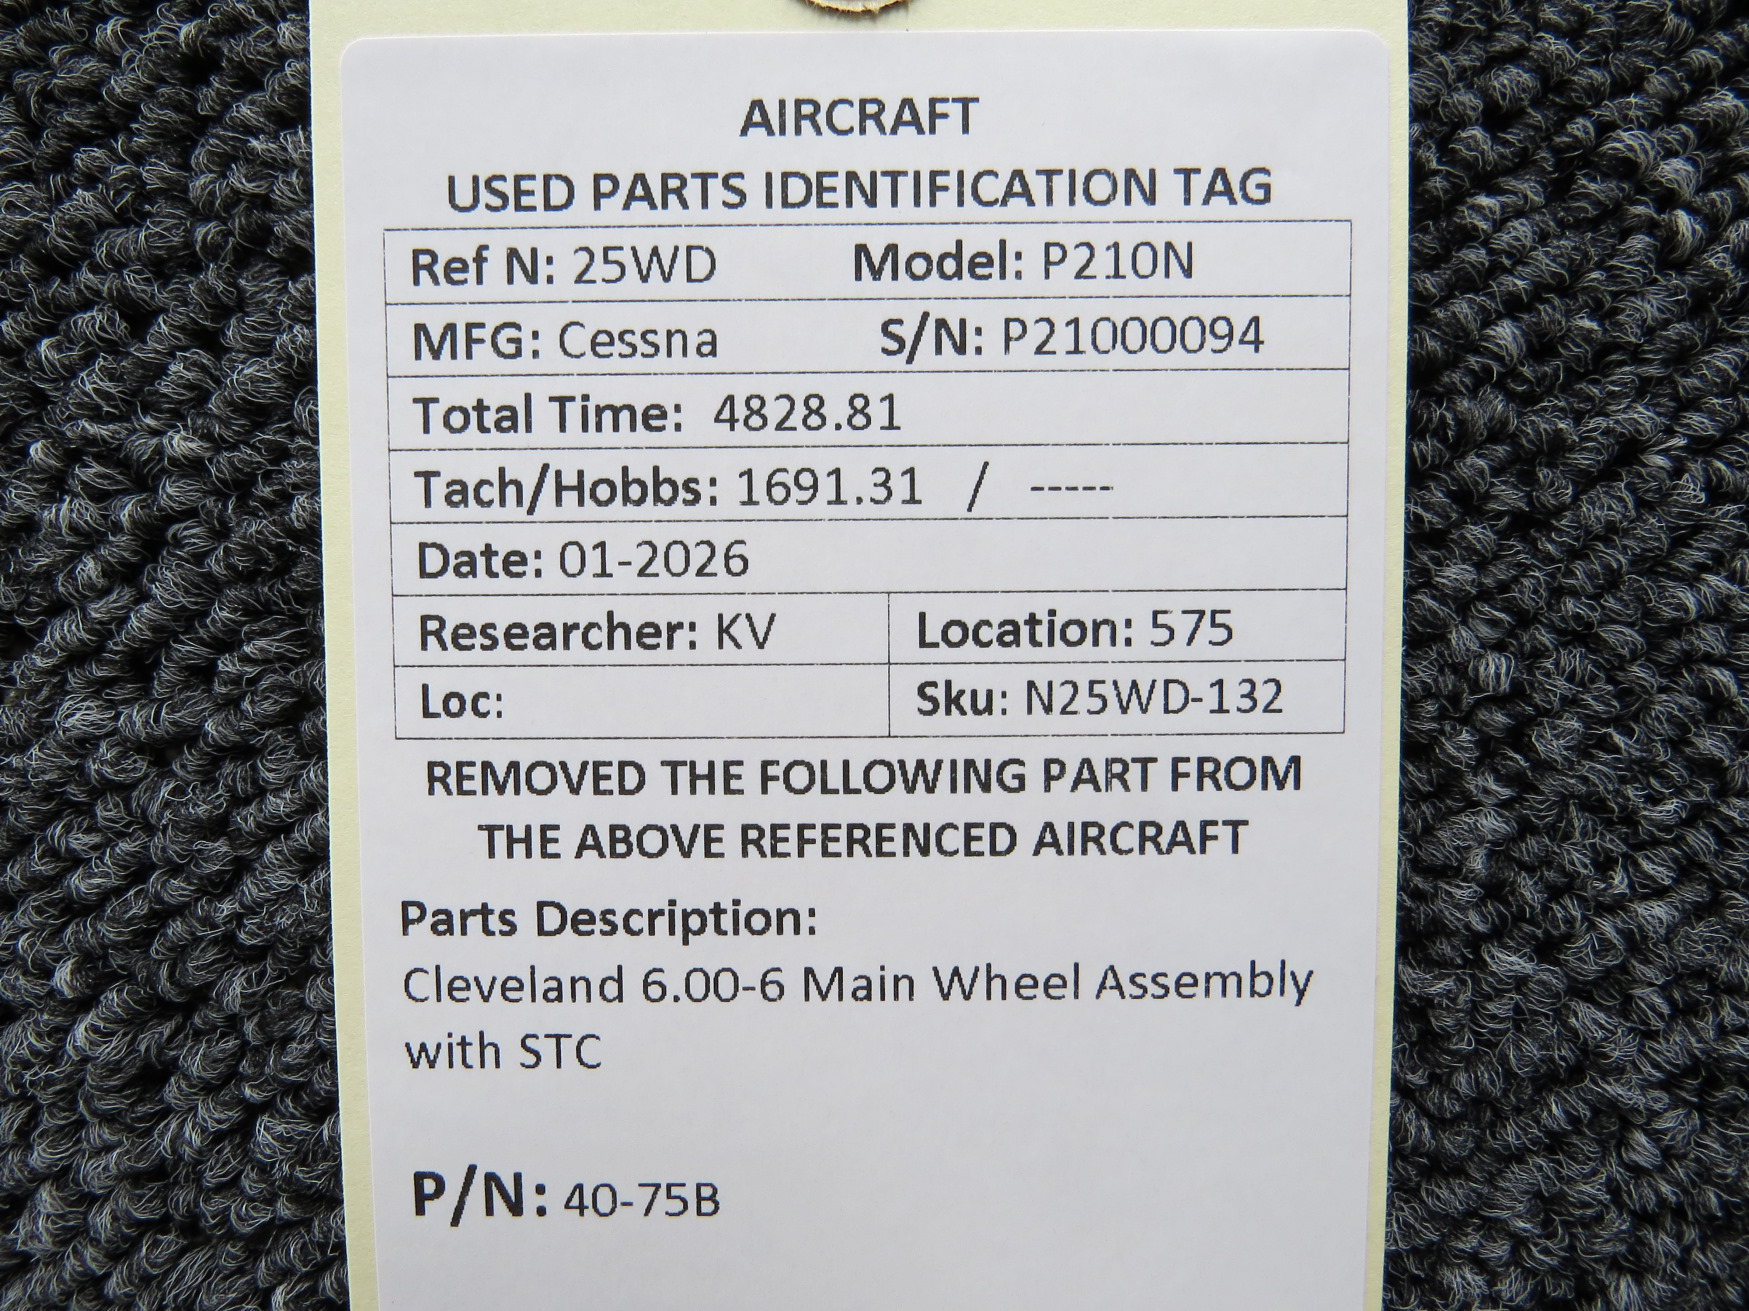 AIRCRAFT
USED PARTS IDENTIFICATION TAG
Ref N: 25WD Model: P210N
MFG: Cessna S/N: P21000094
Total Time: 4828.81
Tach/Hobbs: 1691.31 / -----
Date: 01-2026
Researcher: KV Location: 575
Loc: Sku: N25WD-132
REMOVED THE FOLLOWING PART FROM
THE ABOVE REFERENCED AIRCRAFT
Parts Description:
Cleveland 6.00-6 Main Wheel Assembly
with STC
P/N: 40-75B